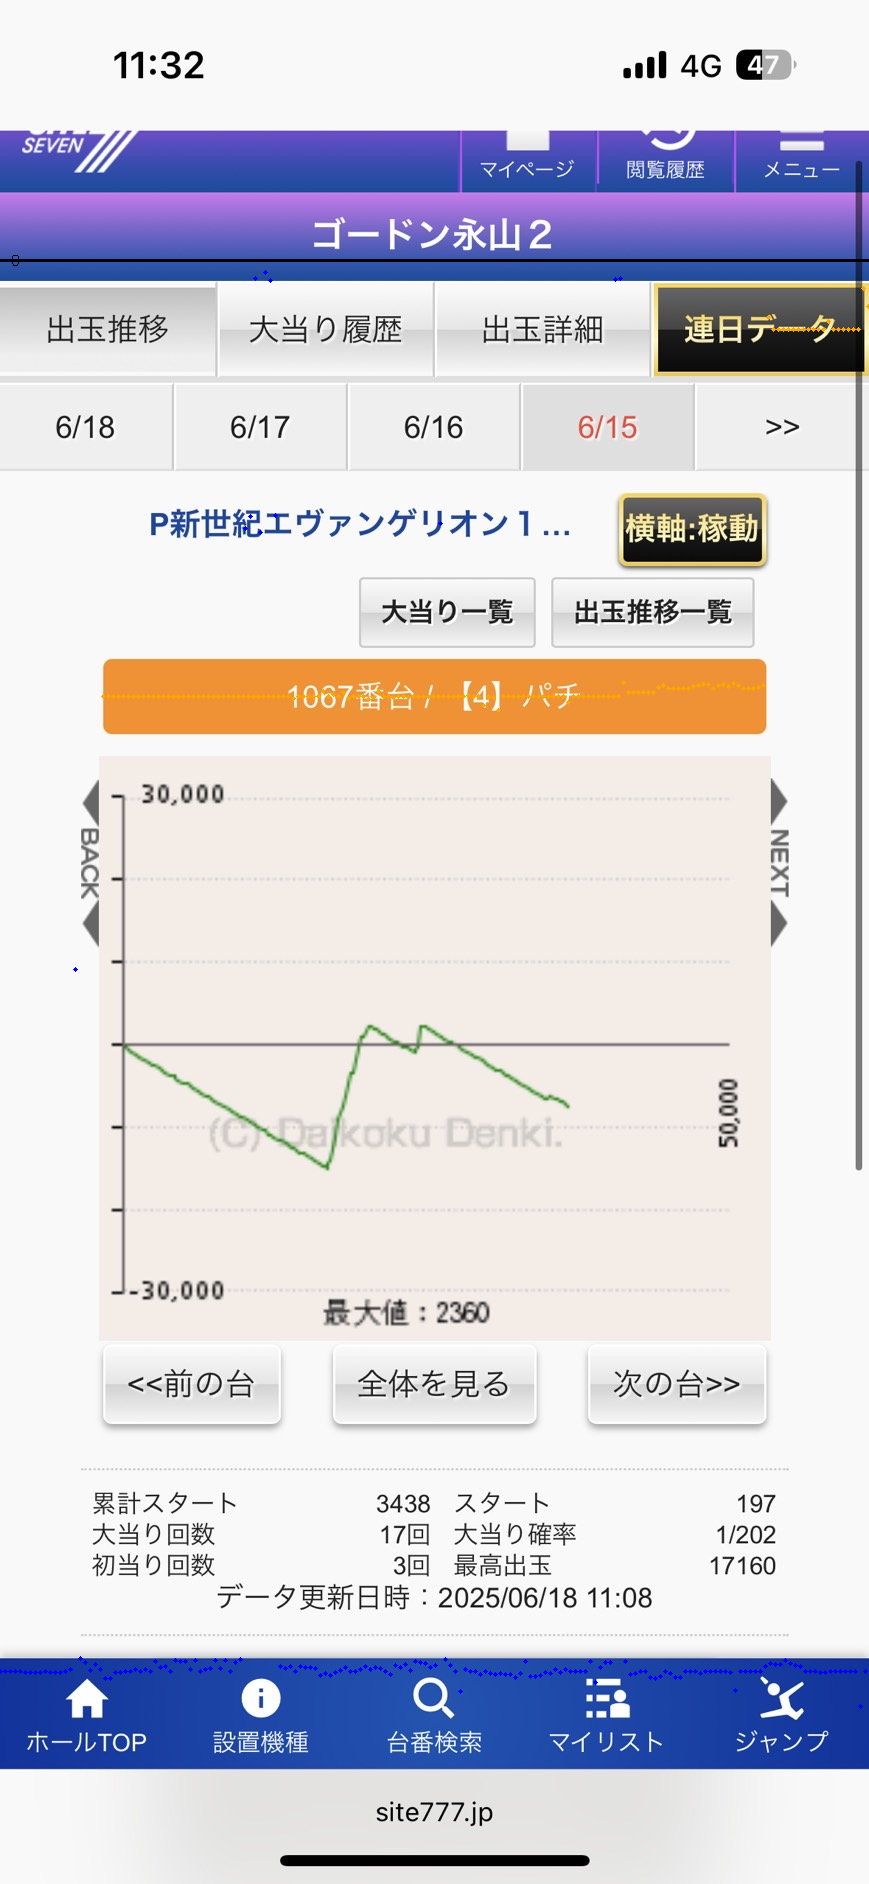 11:32 4G 47
SEVEN マイページ 閲覧履歴 メニュー
ゴードン永山２
0
出玉推移 大当り履歴 出玉詳細 連日データ
6/18 6/17 6/16 6/15 >>
P新世紀エヴァンゲリオン１... 横軸:稼動
大当り一覧 出玉推移一覧
1067番台 / 【4】 パチ
30,000
BACK NEXT
50,000
(C) Daikoku Denki.
-30,000
最大値：2360
<<前の台 全体を見る 次の台>>
累計スタート 3438 スタート 197
大当り回数 17回 大当り確率 1/202
初当り回数 3回 最高出玉 17160
データ更新日時：2025/06/18 11:08
ホールTOP 設置機種 台番検索 マイリスト ジャンプ
site777.jp